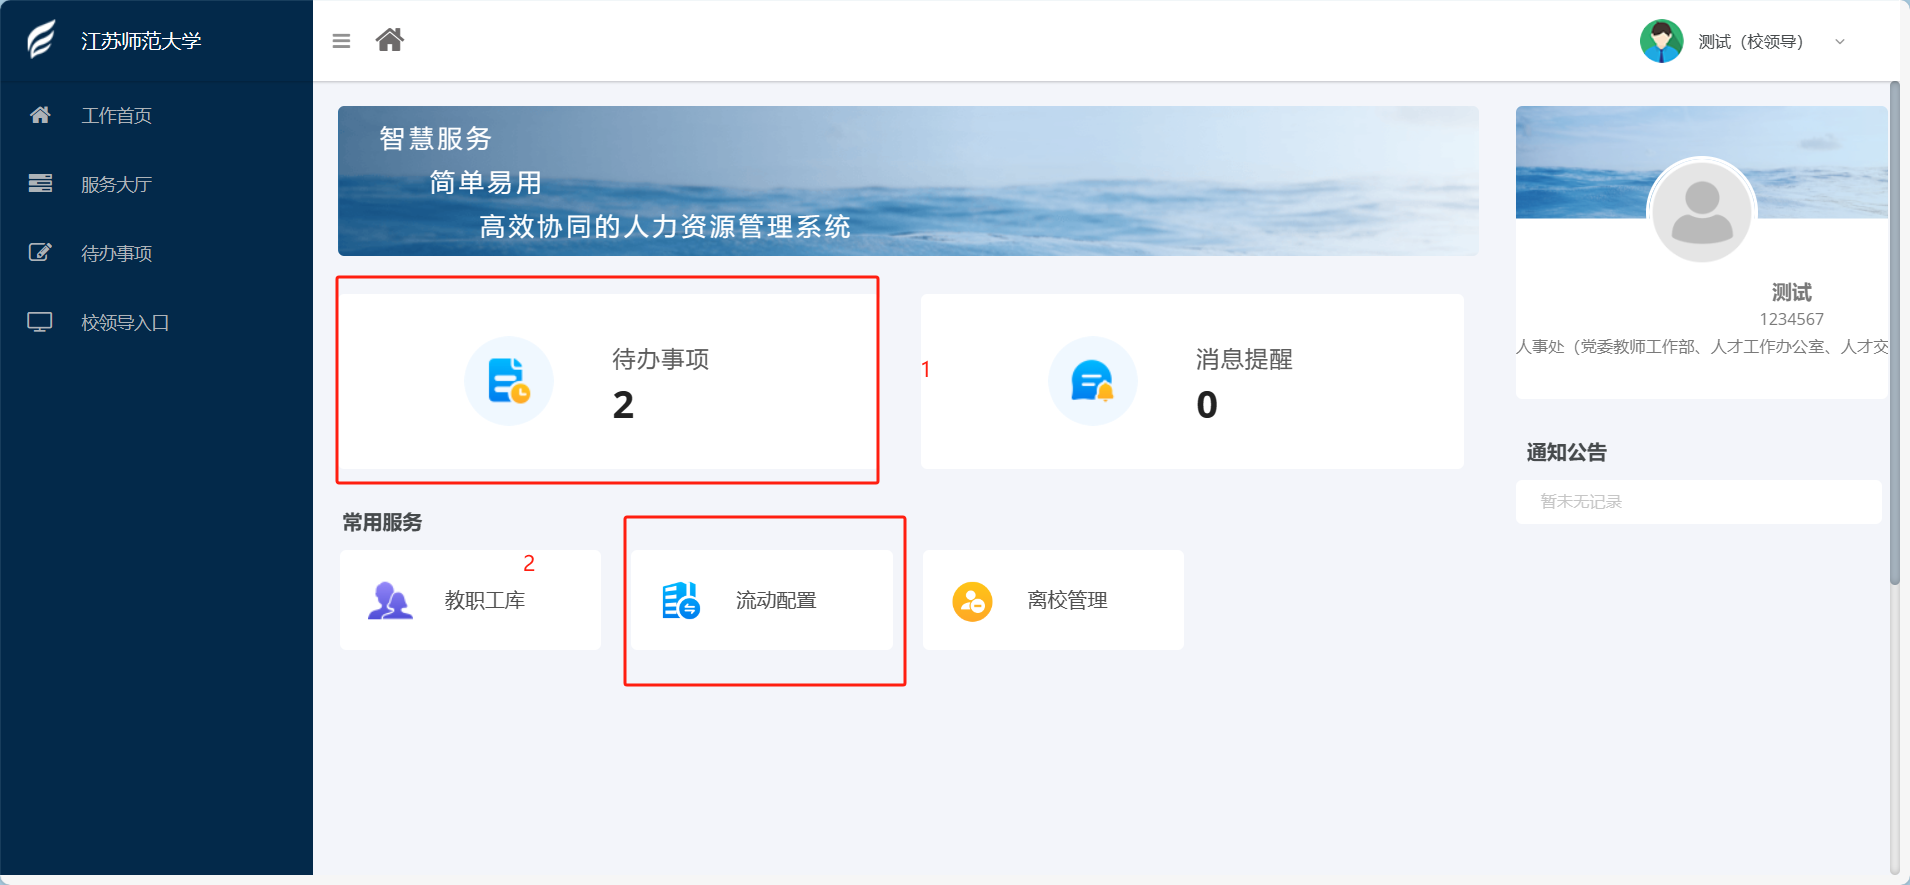 江苏师范大学
测试（校领导）
工作首页
服务大厅
待办事项
校领导入口
智慧服务
简单易用
高效协同的人力资源管理系统
待办事项
2
1
消息提醒
0
测试
1234567
人事处（党委教师工作部、人才工作办公室、人才交
通知公告
暂未无记录
常用服务
2
教职工库
流动配置
离校管理